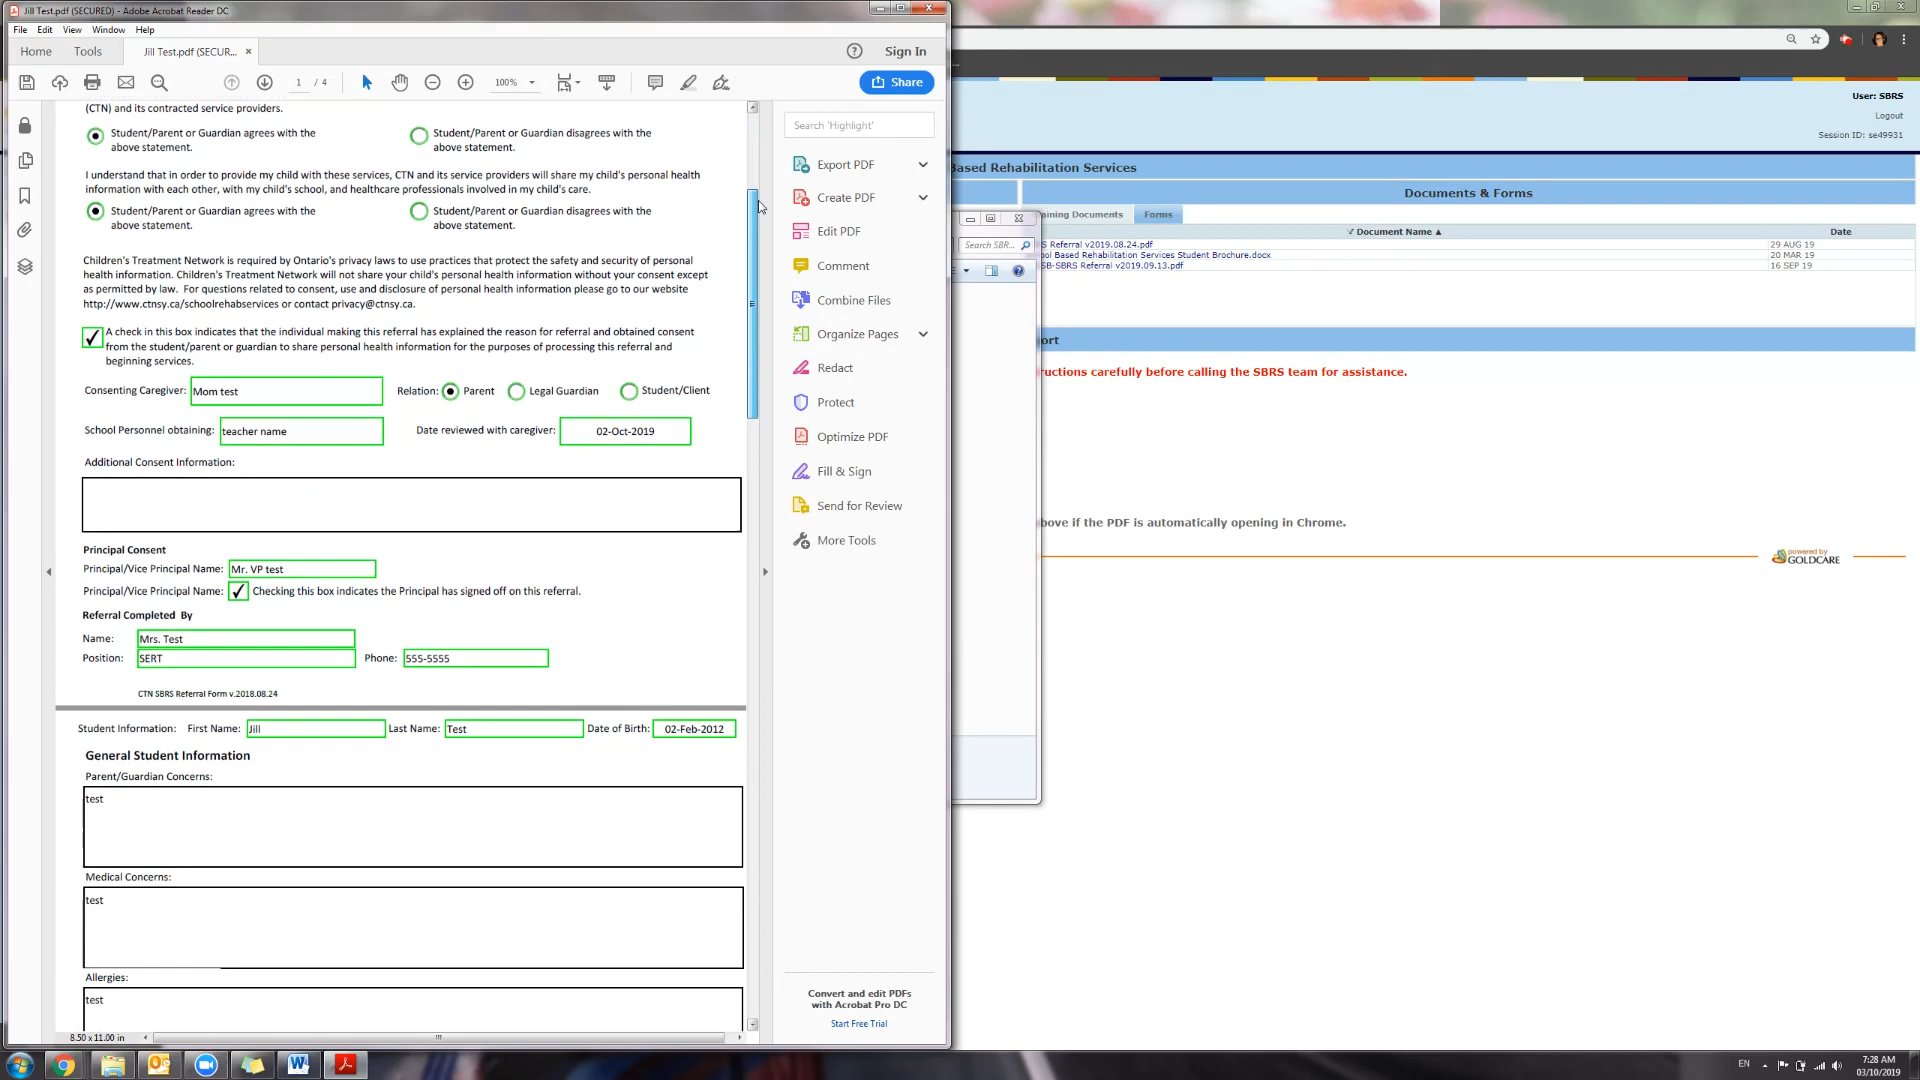 Jill Test.pdf (SECURED) - Adobe Acrobat Reader DC
File Edit View Window Help
Home Tools Jill Test.pdf (SECUR... × Sign In
1 / 4 100% Share
(CTN) and its contracted service providers.
Student/Parent or Guardian agrees with the above statement.
Student/Parent or Guardian disagrees with the above statement.
I understand that in order to provide my child with these services, CTN and its service providers will share my child's personal health
information with each other, with my child's school, and healthcare professionals involved in my child's care.
Student/Parent or Guardian agrees with the above statement.
Student/Parent or Guardian disagrees with the above statement.
Children's Treatment Network is required by Ontario's privacy laws to use practices that protect the safety and security of personal
health information. Children's Treatment Network will not share your child's personal health information without your consent except
as permitted by law. For questions related to consent, use and disclosure of personal health information please go to our website
http://www.ctnsy.ca/schoolrehabservices or contact privacy@ctnsy.ca.
A check in this box indicates that the individual making this referral has explained the reason for referral and obtained consent
from the student/parent or guardian to share personal health information for the purposes of processing this referral and
beginning services.
Consenting Caregiver: Mom test Relation: Parent Legal Guardian Student/Client
School Personnel obtaining: teacher name Date reviewed with caregiver: 02-Oct-2019
Additional Consent Information:
Principal Consent
Principal/Vice Principal Name: Mr. VP test
Principal/Vice Principal Name: Checking this box indicates the Principal has signed off on this referral.
Referral Completed By
Name: Mrs. Test
Position: SERT Phone: 555-5555
CTN SBRS Referral Form v.2018.08.24
Student Information: First Name: Jill Last Name: Test Date of Birth: 02-Feb-2012
General Student Information
Parent/Guardian Concerns:
test
Medical Concerns:
test
Allergies:
test
8.50 x 11.00 in
Search 'Highlight'
Export PDF
Create PDF
Edit PDF
Comment
Combine Files
Organize Pages
Redact
Protect
Optimize PDF
Fill & Sign
Send for Review
More Tools
Convert and edit PDFs
with Acrobat Pro DC
Start Free Trial
User: SBRS
Logout
Session ID: se49931
Based Rehabilitation Services
Documents & Forms
aining Documents Forms
Document Name ▲ Date
S Referral v2019.08.24.pdf 29 AUG 19
ool Based Rehabilitation Services Student Brochure.docx 20 MAR 19
SB-SBRS Referral v2019.09.13.pdf 16 SEP 19
Search SBR...
ort
ructions carefully before calling the SBRS team for assistance.
bove if the PDF is automatically opening in Chrome.
powered by
GOLDCARE
EN
7:28 AM
03/10/2019